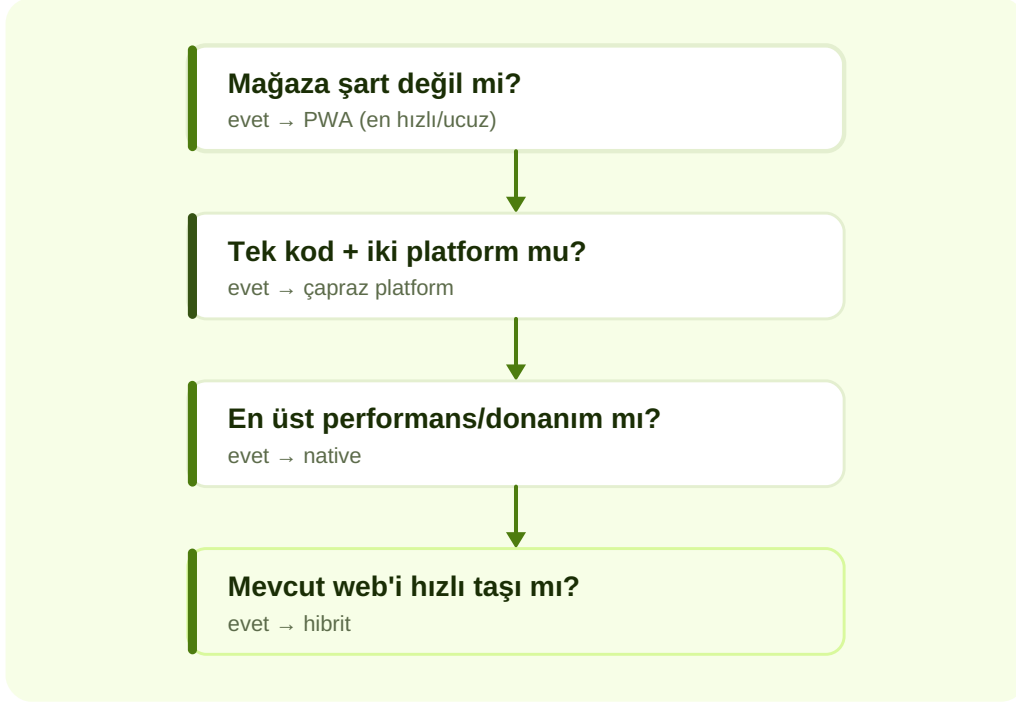 Mağaza şart değil mi?
evet → PWA (en hızlı/ucuz)
Tek kod + iki platform mu?
evet → çapraz platform
En üst performans/donanım mı?
evet → native
Mevcut web'i hızlı taşı mı?
evet → hibrit